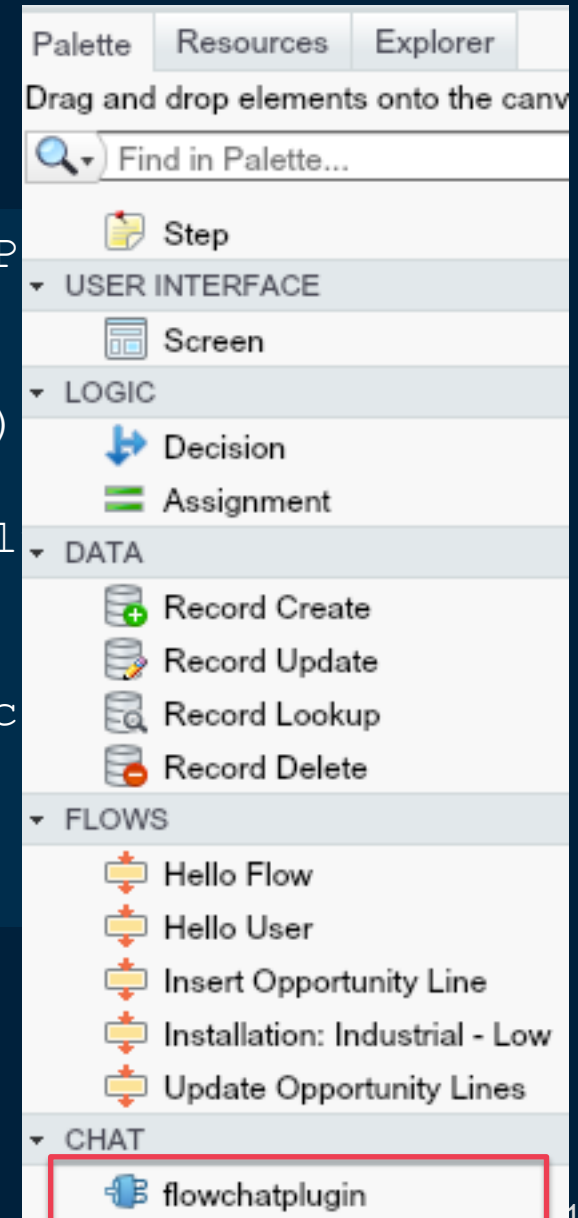 Palette Resources Explorer
Drag and drop elements onto the canv
Find in Palette...
Step
P
USER INTERFACE
Screen
LOGIC
)
Decision
Assignment
l
DATA
Record Create
Record Update
Record Lookup
c
Record Delete
FLOWS
Hello Flow
Hello User
Insert Opportunity Line
Installation: Industrial - Low
Update Opportunity Lines
CHAT
flowchatplugin